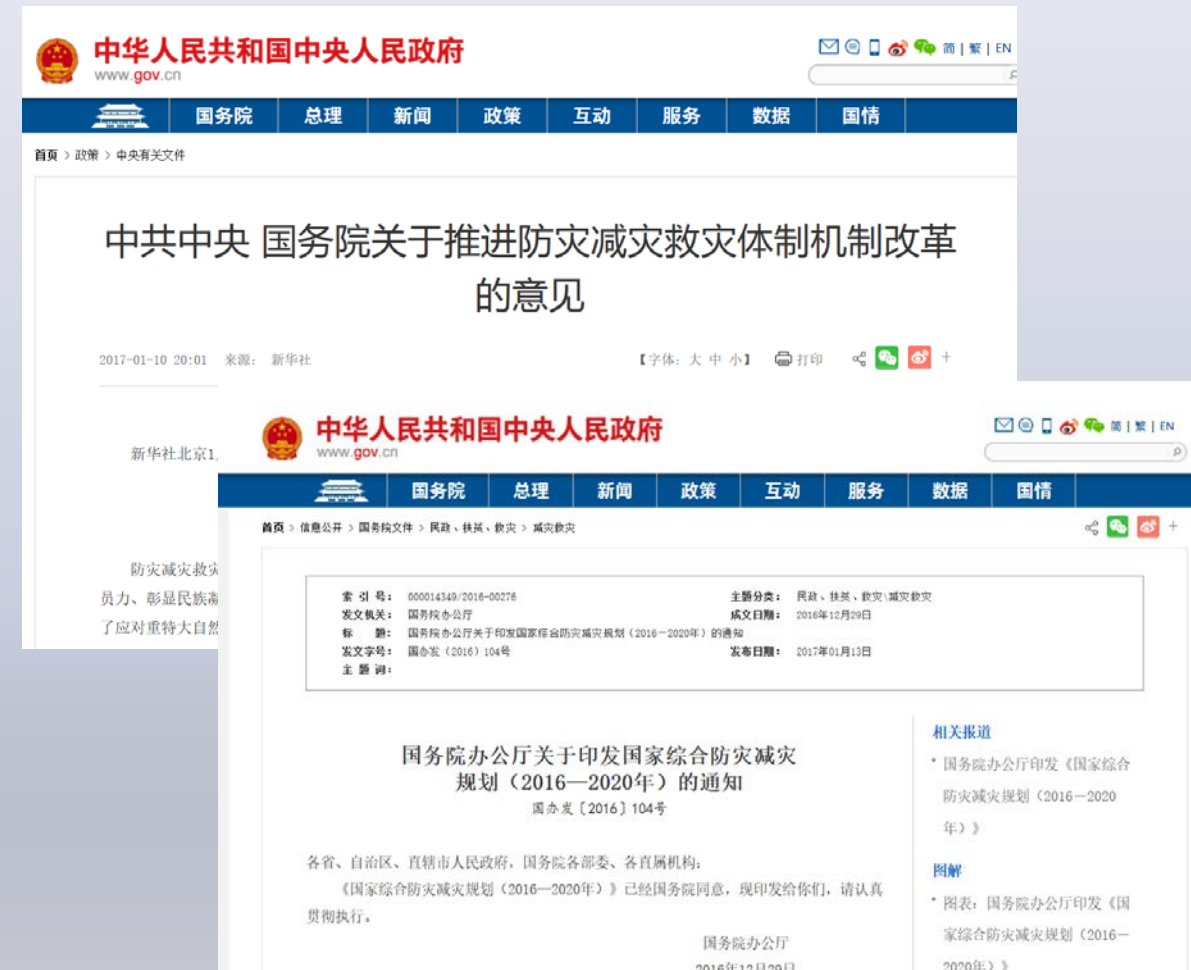 中华人民共和国中央人民政府
www.gov.cn
简 | 繁 | EN
国务院 总理 新闻 政策 互动 服务 数据 国情
首页 > 政策 > 中央有关文件
中共中央 国务院关于推进防灾减灾救灾体制机制改革
的意见
2017-01-10 20:01 来源: 新华社 【字体: 大 中 小】 打印 +
新华社北京1
防灾减灾救灾
员力、彰显民族凝
了应对重特大自然
中华人民共和国中央人民政府
www.gov.cn
简 | 繁 | EN
国务院 总理 新闻 政策 互动 服务 数据 国情
首页 > 信息公开 > 国务院文件 > 民政、扶贫、救灾 > 减灾救灾 +
索 引 号: 000014349/2016-00276 主题分类: 民政、扶贫、救灾\减灾救灾
发文机关: 国务院办公厅 成文日期: 2016年12月29日
标 题: 国务院办公厅关于印发国家综合防灾减灾规划（2016－2020年）的通知
发文字号: 国办发〔2016〕104号 发布日期: 2017年01月13日
主 题 词:
国务院办公厅关于印发国家综合防灾减灾
规划（2016—2020年）的通知
国办发〔2016〕104号
各省、自治区、直辖市人民政府，国务院各部委、各直属机构:
《国家综合防灾减灾规划（2016—2020年）》已经国务院同意，现印发给你们，请认真
贯彻执行。
国务院办公厅
2016年12月29日
相关报道
• 国务院办公厅印发《国家综合
防灾减灾规划（2016－2020
年）》
图解
• 图表: 国务院办公厅印发《国
家综合防灾减灾规划（2016－
2020年）》